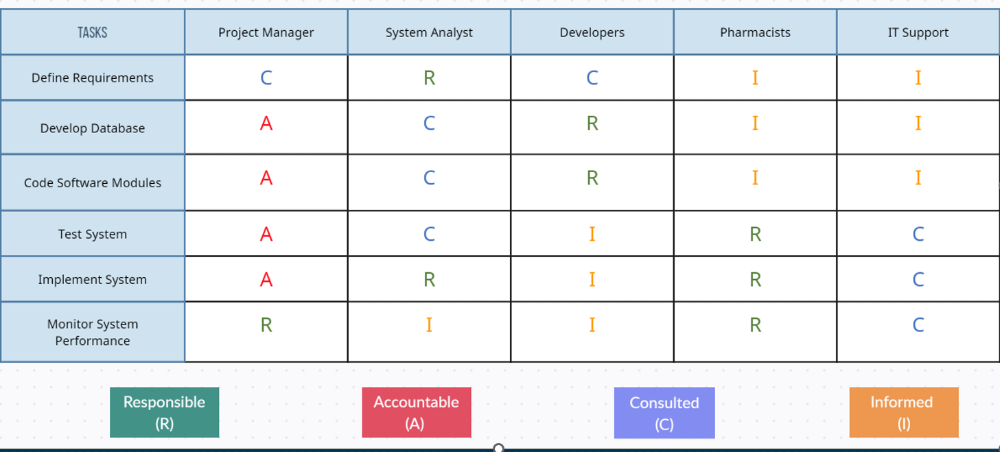 TASKS Project Manager System Analyst Developers Pharmacists IT Support
Define Requirements C R C I I
Develop Database A C R I I
Code Software Modules A C R I I
Test System A C I R C
Implement System A R I R C
Monitor System
Performance R I I R C
Responsible
(R)
Accountable
(A)
Consulted
(C)
Informed
(I)